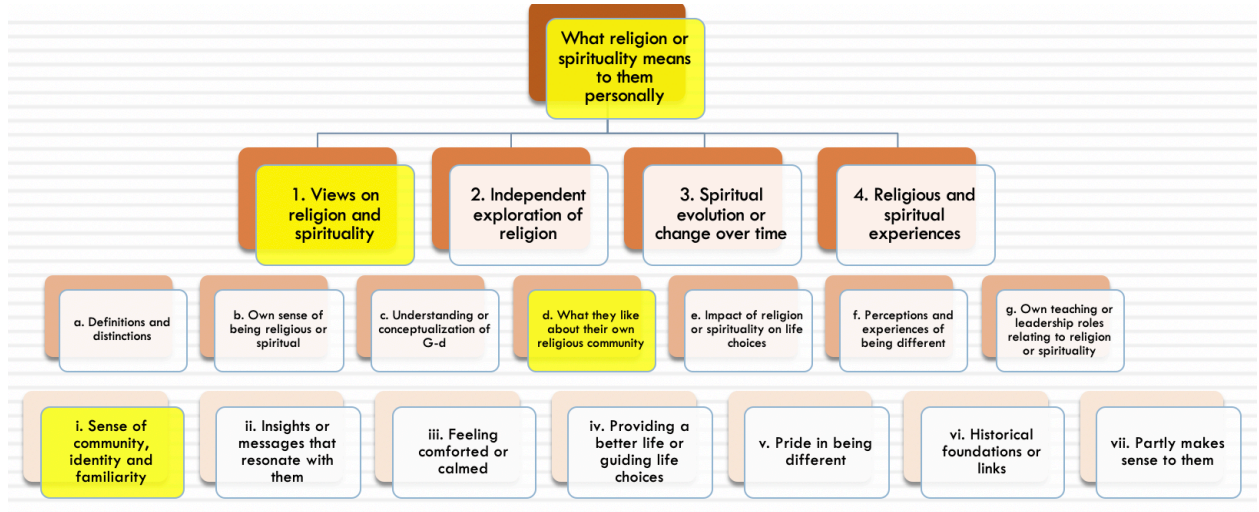 What religion or
spirituality means
to them
personally
1. Views on
religion and
spirituality
2. Independent
exploration of
religion
3. Spiritual
evolution or
change over time
4. Religious and
spiritual
experiences
a. Definitions and
distinctions
b. Own sense of
being religious or
spiritual
c. Understanding or
conceptualization of
G-d
d. What they like
about their own
religious community
e. Impact of religion
or spirituality on life
choices
f. Perceptions and
experiences of
being different
g. Own teaching or
leadership roles
relating to religion
or spirituality
i. Sense of
community,
identity and
familiarity
ii. Insights or
messages that
resonate with
them
iii. Feeling
comforted or
calmed
iv. Providing a
better life or
guiding life
choices
v. Pride in being
different
vi. Historical
foundations or
links
vii. Partly makes
sense to them